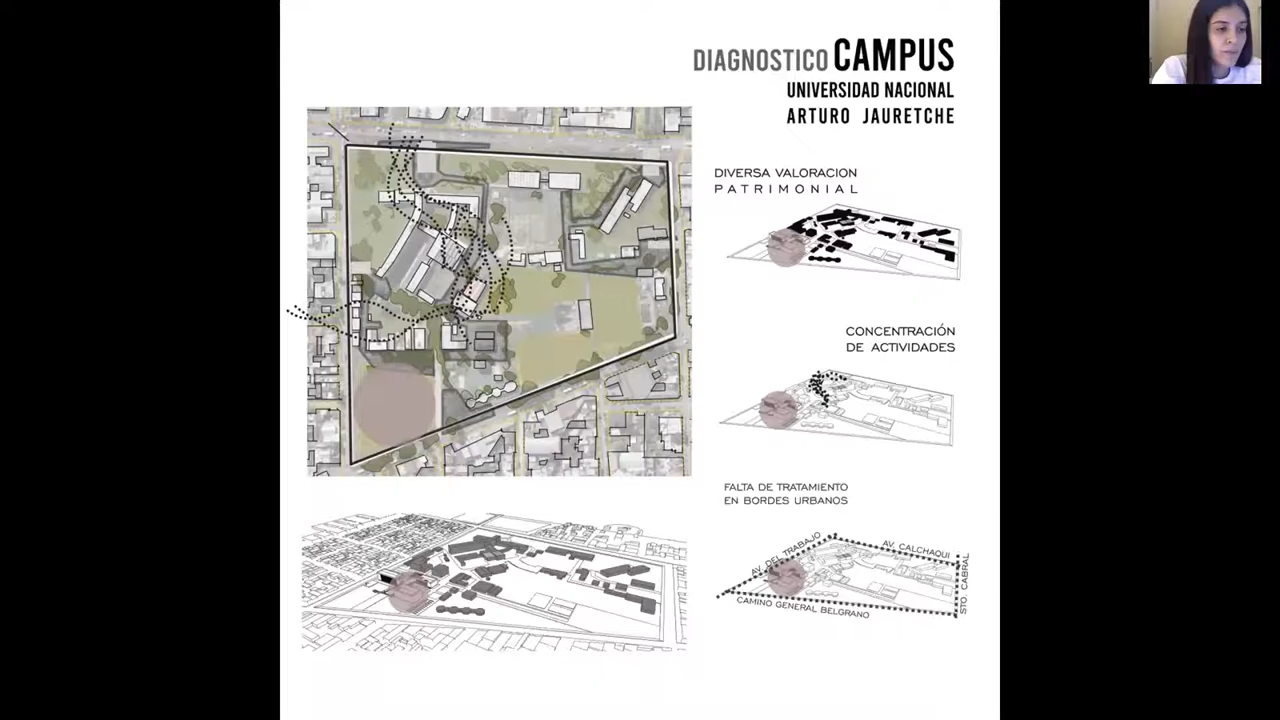 DIAGNOSTICO CAMPUS
UNIVERSIDAD NACIONAL
ARTURO JAURETCHE
DIVERSA VALORACION
PATRIMONIAL
CONCENTRACIÓN
DE ACTIVIDADES
FALTA DE TRATAMIENTO
EN BORDES URBANOS
AV. DEL TRABAJO
AV. CALCHAQUI
STO. CABRAL
CAMINO GENERAL BELGRANO